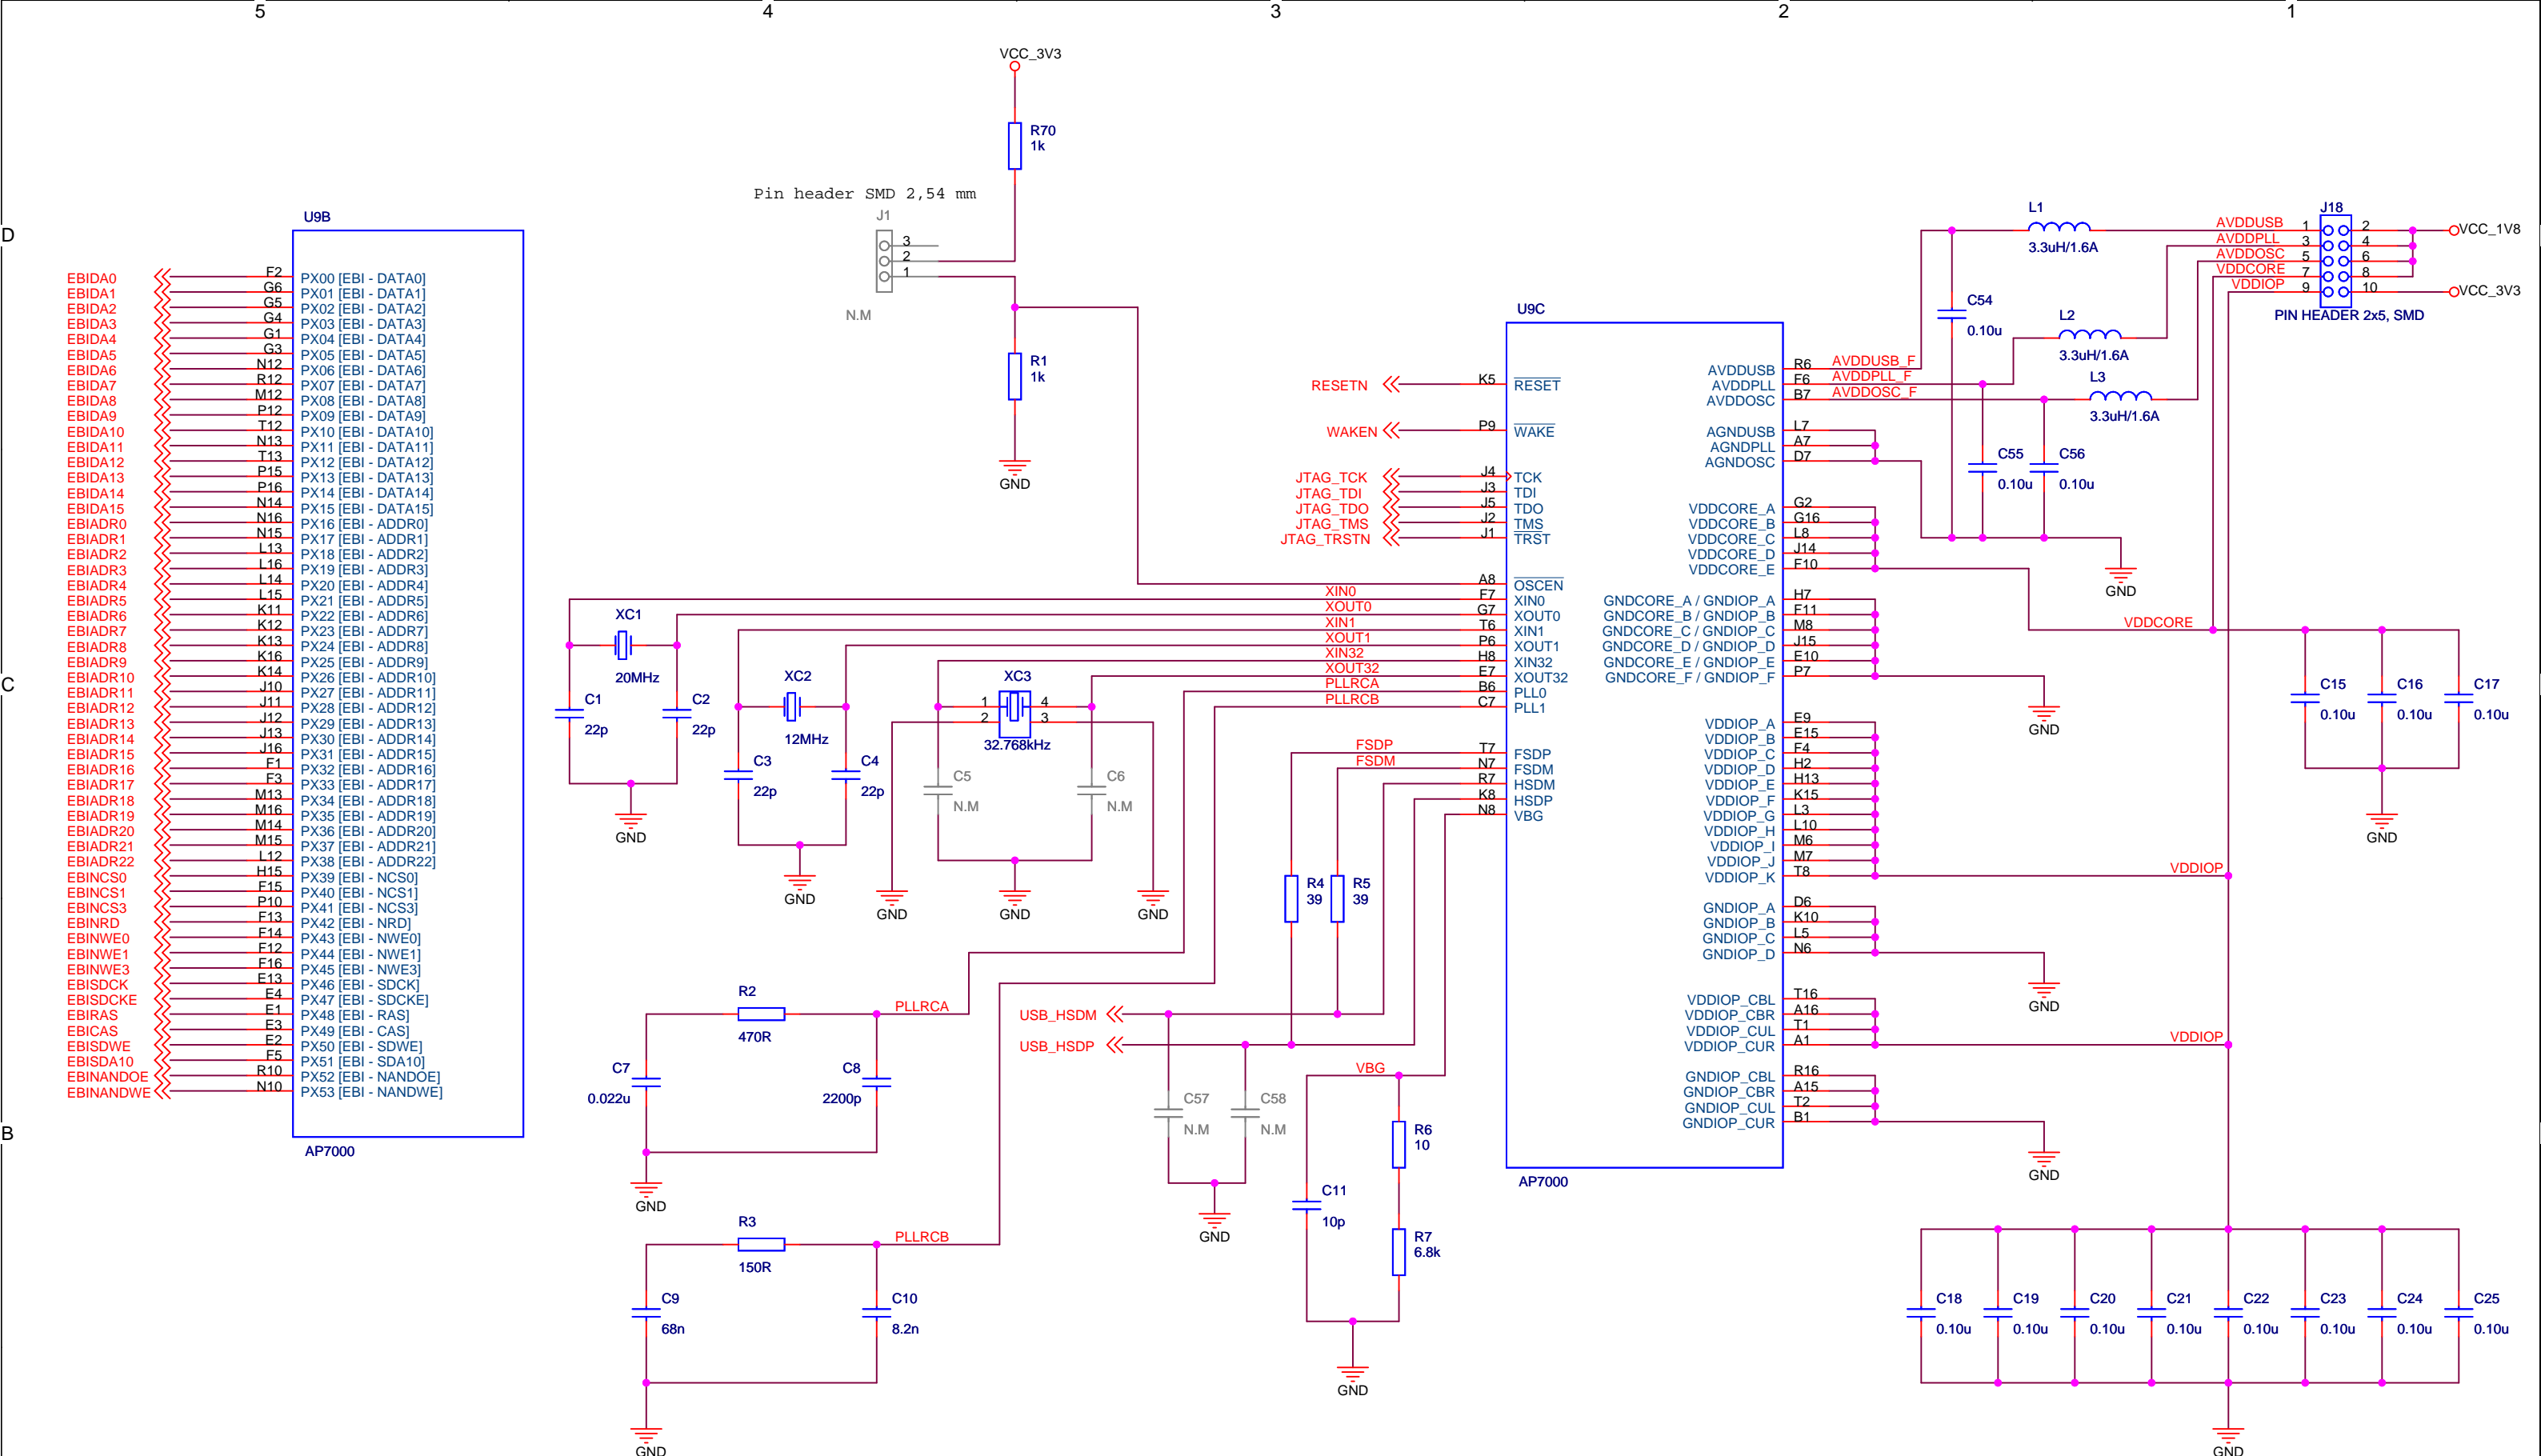 5 4 3 2 1
D
C
B
VCC_3V3
R70
1k
Pin header SMD 2,54 mm
J1
3
2
1
N.M
R1
1k
GND
U9B
EBIDA0 F2 PX00 [EBI - DATA0]
EBIDA1 G6 PX01 [EBI - DATA1]
EBIDA2 G5 PX02 [EBI - DATA2]
EBIDA3 G4 PX03 [EBI - DATA3]
EBIDA4 G1 PX04 [EBI - DATA4]
EBIDA5 G3 PX05 [EBI - DATA5]
EBIDA6 N12 PX06 [EBI - DATA6]
EBIDA7 R12 PX07 [EBI - DATA7]
EBIDA8 M12 PX08 [EBI - DATA8]
EBIDA9 P12 PX09 [EBI - DATA9]
EBIDA10 T12 PX10 [EBI - DATA10]
EBIDA11 N13 PX11 [EBI - DATA11]
EBIDA12 T13 PX12 [EBI - DATA12]
EBIDA13 P15 PX13 [EBI - DATA13]
EBIDA14 P16 PX14 [EBI - DATA14]
EBIDA15 N14 PX15 [EBI - DATA15]
EBIADR0 N16 PX16 [EBI - ADDR0]
EBIADR1 N15 PX17 [EBI - ADDR1]
EBIADR2 L13 PX18 [EBI - ADDR2]
EBIADR3 L16 PX19 [EBI - ADDR3]
EBIADR4 L14 PX20 [EBI - ADDR4]
EBIADR5 L15 PX21 [EBI - ADDR5]
EBIADR6 K11 PX22 [EBI - ADDR6]
EBIADR7 K12 PX23 [EBI - ADDR7]
EBIADR8 K13 PX24 [EBI - ADDR8]
EBIADR9 K16 PX25 [EBI - ADDR9]
EBIADR10 K14 PX26 [EBI - ADDR10]
EBIADR11 J10 PX27 [EBI - ADDR11]
EBIADR12 J11 PX28 [EBI - ADDR12]
EBIADR13 J12 PX29 [EBI - ADDR13]
EBIADR14 J13 PX30 [EBI - ADDR14]
EBIADR15 J16 PX31 [EBI - ADDR15]
EBIADR16 F1 PX32 [EBI - ADDR16]
EBIADR17 F3 PX33 [EBI - ADDR17]
EBIADR18 M13 PX34 [EBI - ADDR18]
EBIADR19 M16 PX35 [EBI - ADDR19]
EBIADR20 M14 PX36 [EBI - ADDR20]
EBIADR21 M15 PX37 [EBI - ADDR21]
EBIADR22 L12 PX38 [EBI - ADDR22]
EBINCS0 H15 PX39 [EBI - NCS0]
EBINCS1 F15 PX40 [EBI - NCS1]
EBINCS3 P10 PX41 [EBI - NCS3]
EBINRD F13 PX42 [EBI - NRD]
EBINWE0 F14 PX43 [EBI - NWE0]
EBINWE1 F12 PX44 [EBI - NWE1]
EBINWE3 F16 PX45 [EBI - NWE3]
EBISDCK E13 PX46 [EBI - SDCK]
EBISDCKE E4 PX47 [EBI - SDCKE]
EBIRAS E1 PX48 [EBI - RAS]
EBICAS E3 PX49 [EBI - CAS]
EBISDWE E2 PX50 [EBI - SDWE]
EBISDA10 F5 PX51 [EBI - SDA10]
EBINANDOE R10 PX52 [EBI - NANDOE]
EBINANDWE N10 PX53 [EBI - NANDWE]
AP7000
XC1
20MHz
C1
22p
C2
22p
GND
XC2
12MHz
C3
22p
C4
22p
GND
XC3
1 4
2 3
32.768kHz
C5
N.M
C6
N.M
GND
GND
GND
R2
470R
PLLRCA
C7
0.022u
C8
2200p
GND
R3
150R
PLLRCB
C9
68n
C10
8.2n
GND
U9C
RESETN K5 RESET
WAKEN P9 WAKE
JTAG_TCK J4 TCK
JTAG_TDI J3 TDI
JTAG_TDO J5 TDO
JTAG_TMS J2 TMS
JTAG_TRSTN J1 TRST
A8 OSCEN
XIN0 F7 XIN0
XOUT0 G7 XOUT0
XIN1 T6 XIN1
XOUT1 P6 XOUT1
XIN32 H8 XIN32
XOUT32 E7 XOUT32
PLLRCA B6 PLL0
PLLRCB C7 PLL1
FSDP T7 FSDP
FSDM N7 FSDM
R7 HSDM
K8 HSDP
N8 VBG
R4
39
R5
39
USB_HSDM
USB_HSDP
C57
N.M
C58
N.M
GND
VBG
R6
10
C11
10p
R7
6.8k
GND
AP7000
AVDDUSB R6 AVDDUSB_F
AVDDPLL F6 AVDDPLL_F
AVDDOSC B7 AVDDOSC_F
AGNDUSB L7
AGNDPLL A7
AGNDOSC D7
VDDCORE_A G2
VDDCORE_B G16
VDDCORE_C L8
VDDCORE_D J14
VDDCORE_E F10
GNDCORE_A / GNDIOP_A H7
GNDCORE_B / GNDIOP_B F11
GNDCORE_C / GNDIOP_C M8
GNDCORE_D / GNDIOP_D J15
GNDCORE_E / GNDIOP_E E10
GNDCORE_F / GNDIOP_F P7
GND
VDDIOP_A E9
VDDIOP_B E15
VDDIOP_C F4
VDDIOP_D H2
VDDIOP_E H13
VDDIOP_F K15
VDDIOP_G L3
VDDIOP_H L10
VDDIOP_I M6
VDDIOP_J M7
VDDIOP_K T8
VDDIOP
GNDIOP_A D6
GNDIOP_B K10
GNDIOP_C L5
GNDIOP_D N6
GND
VDDIOP_CBL T16
VDDIOP_CBR A16
VDDIOP_CUL T1
VDDIOP_CUR A1
VDDIOP
GNDIOP_CBL R16
GNDIOP_CBR A15
GNDIOP_CUL T2
GNDIOP_CUR B1
GND
L1
3.3uH/1.6A
L2
3.3uH/1.6A
L3
3.3uH/1.6A
C54
0.10u
C55
0.10u
C56
0.10u
GND
J18
AVDDUSB 1 2 VCC_1V8
AVDDPLL 3 4
AVDDOSC 5 6
VDDCORE 7 8
VDDIOP 9 10 VCC_3V3
PIN HEADER 2x5, SMD
VDDCORE
C15
0.10u
C16
0.10u
C17
0.10u
GND
C18
0.10u
C19
0.10u
C20
0.10u
C21
0.10u
C22
0.10u
C23
0.10u
C24
0.10u
C25
0.10u
GND